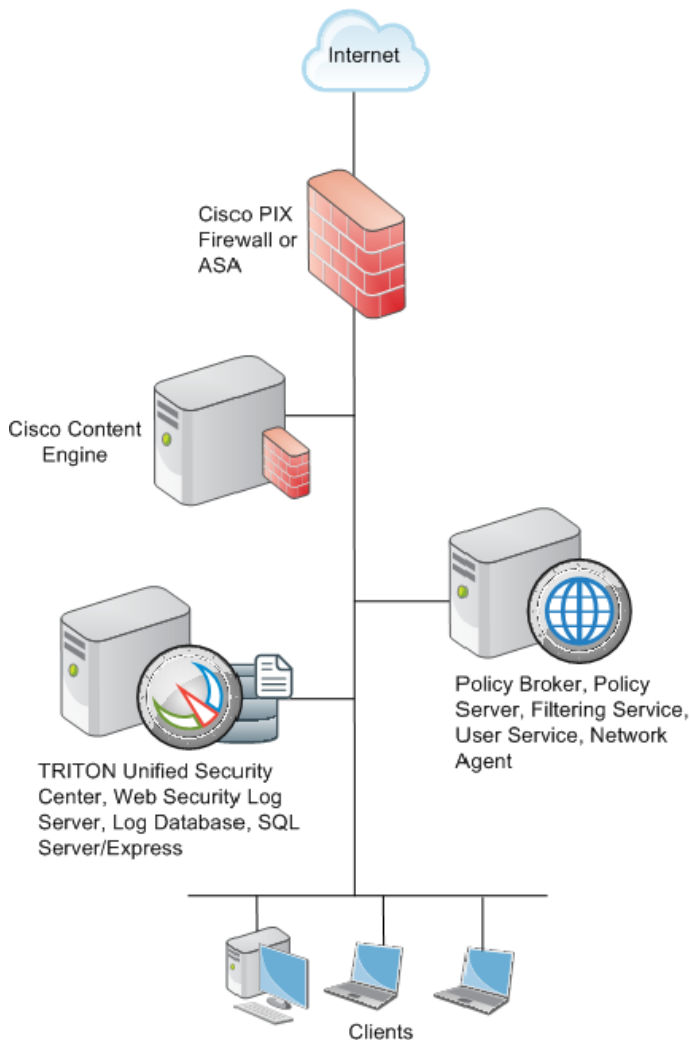 Internet
Cisco PIX
Firewall or
ASA
Cisco Content
Engine
Policy Broker, Policy
Server, Filtering Service,
User Service, Network
Agent
TRITON Unified Security
Center, Web Security Log
Server, Log Database, SQL
Server/Express
Clients